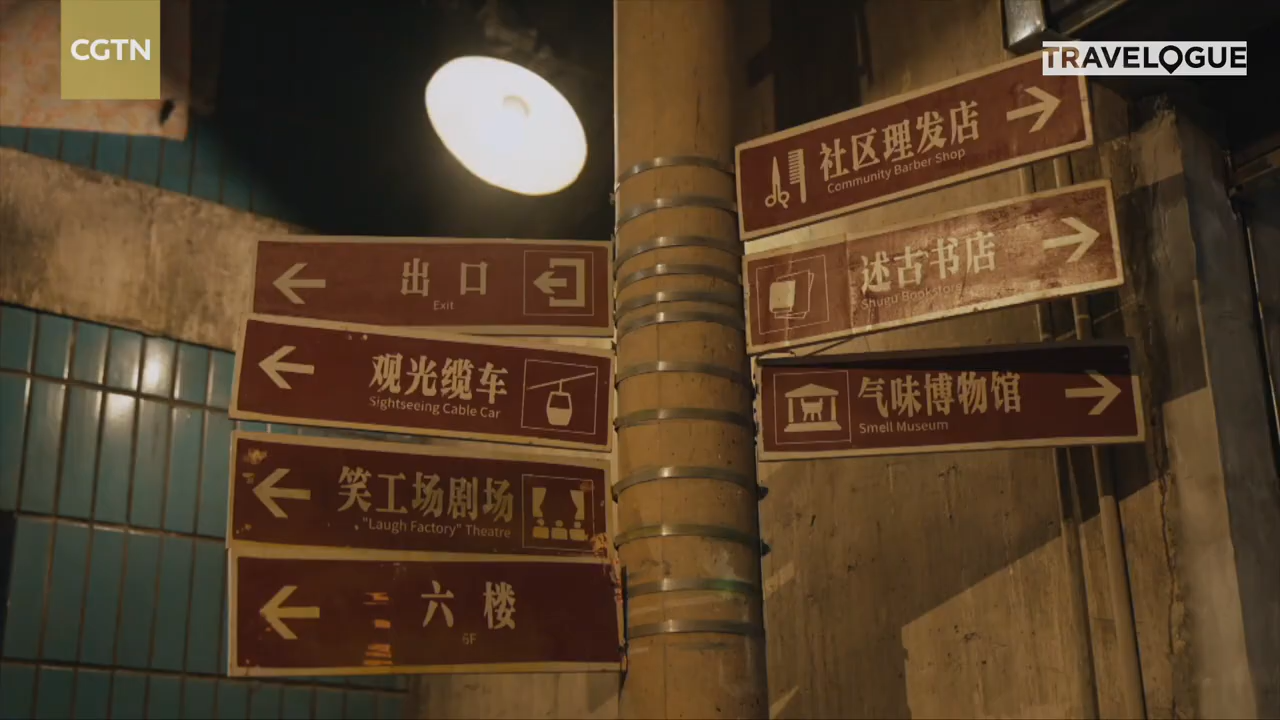 CGTN
TRAVELOGUE
出口
Exit
观光缆车
Sightseeing Cable Car
笑工场剧场
"Laugh Factory" Theatre
六楼
6F
社区理发店
Community Barber Shop
述古书店
Shugu Bookstore
气味博物馆
Smell Museum